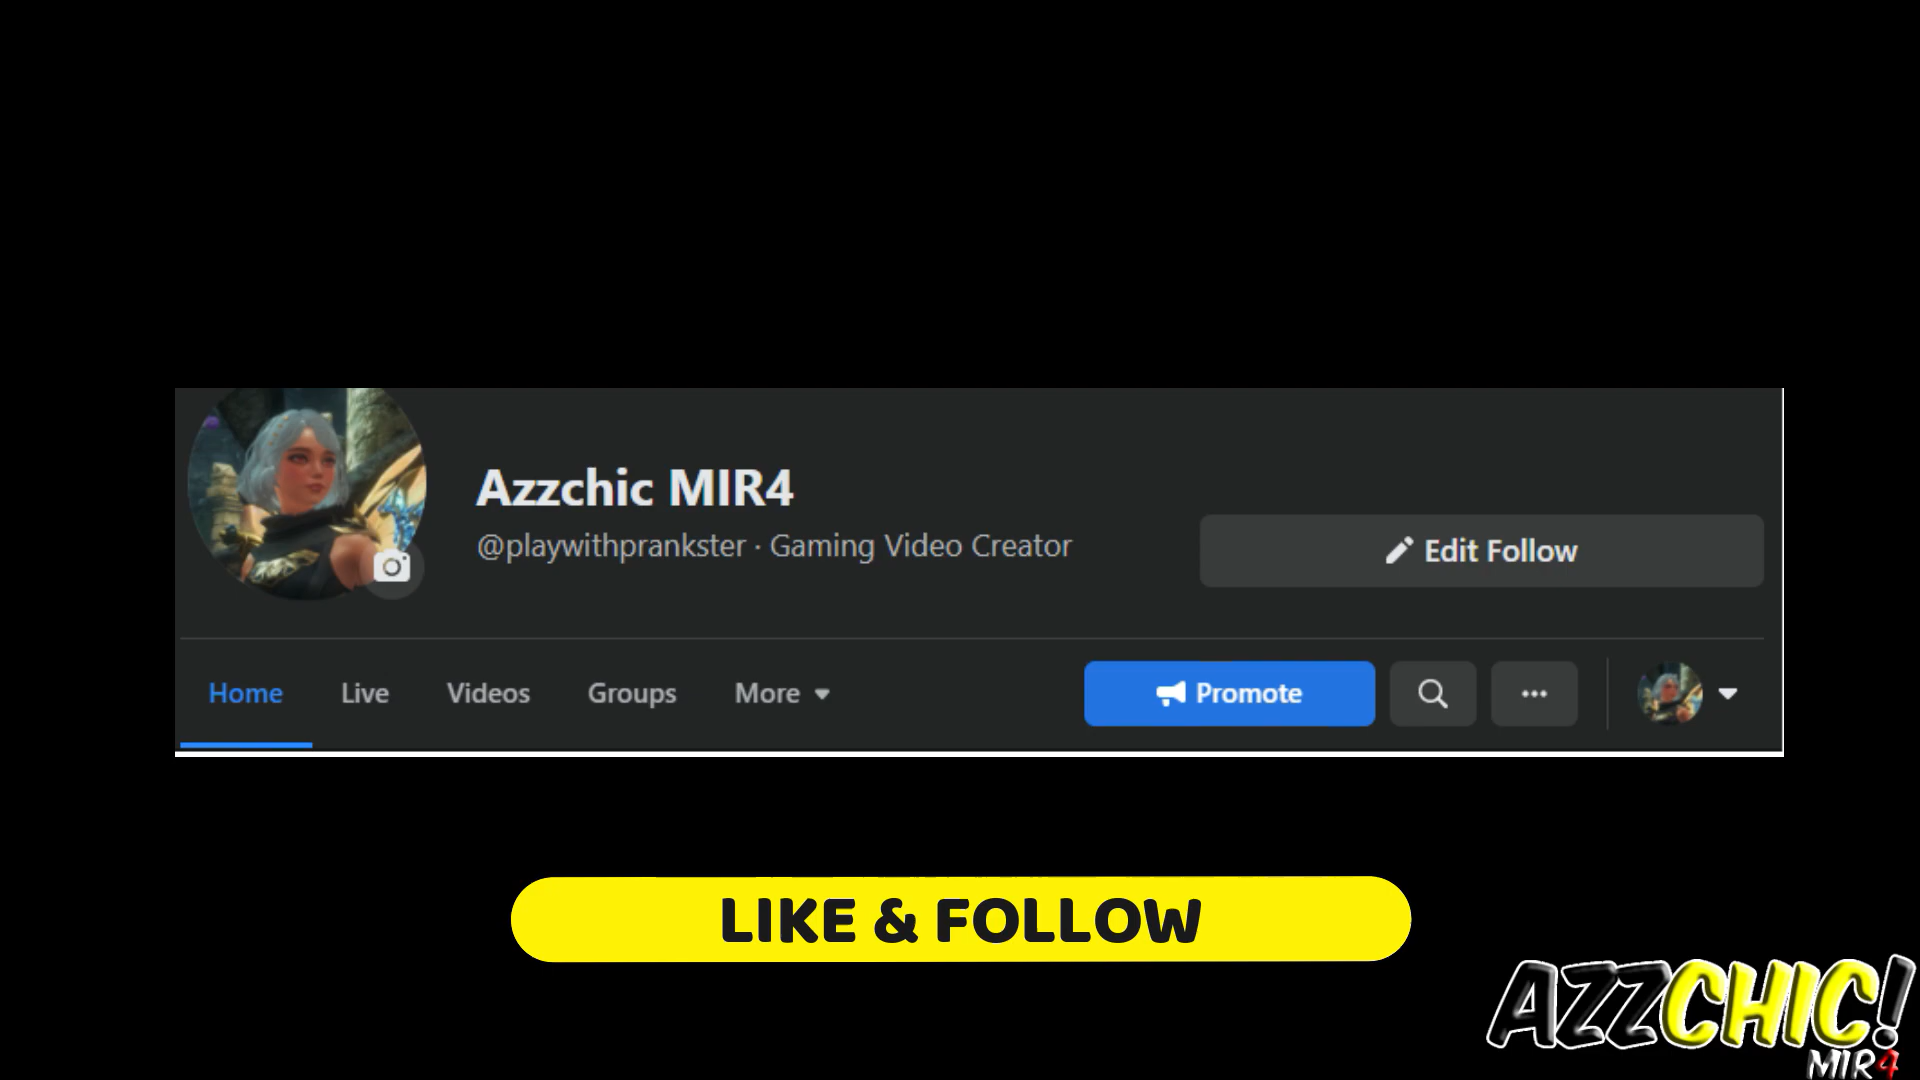 Azzchic MIR4
@playwithprankster · Gaming Video Creator
Edit Follow
Home Live Videos Groups More Promote
LIKE & FOLLOW
AZZCHIC!
MIR4